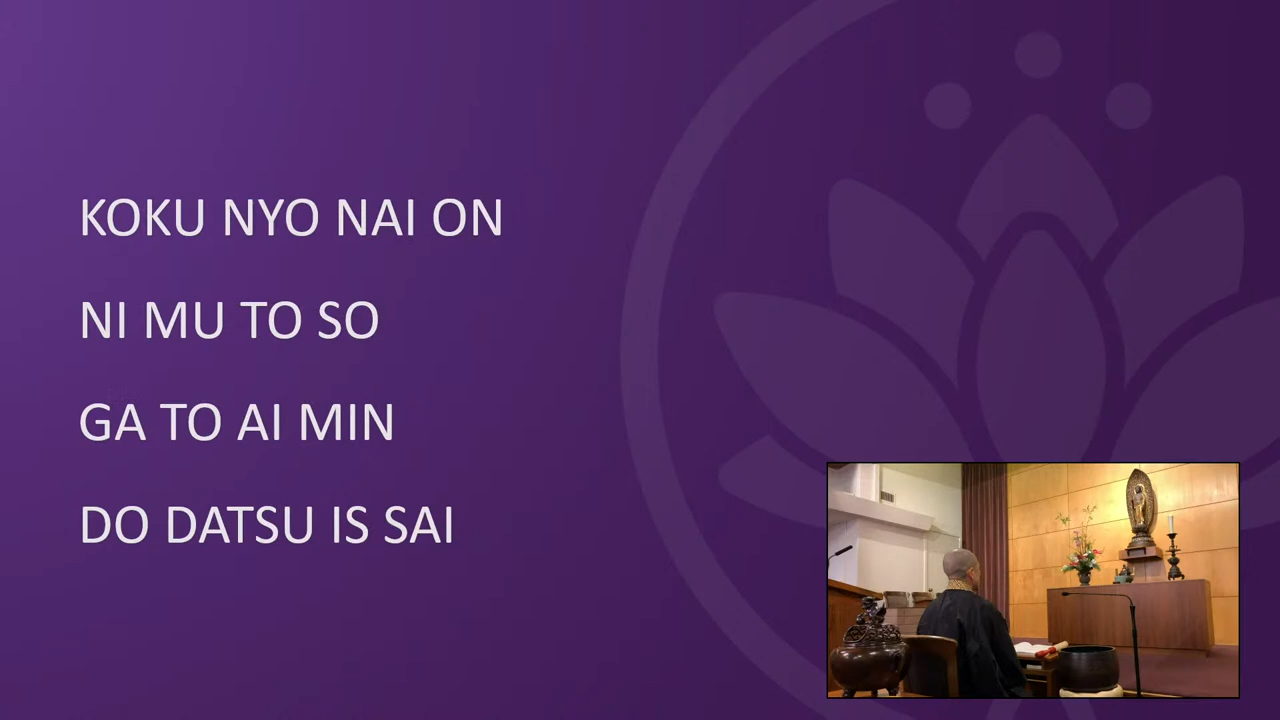 KOKU NYO NAI ON
NI MU TO SO
GA TO AI MIN
DO DATSU IS SAI